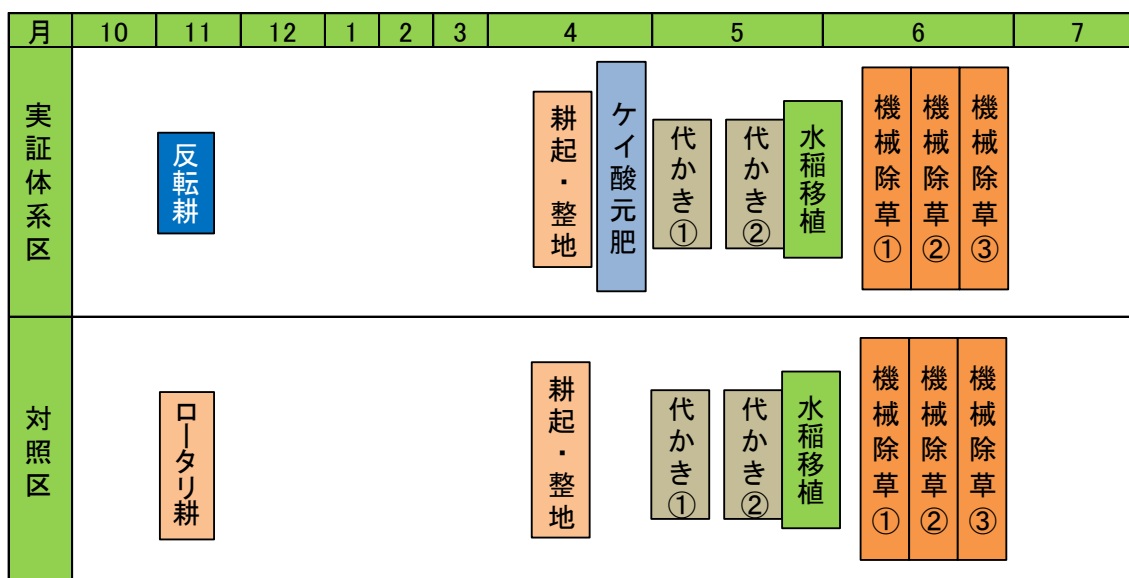 月 10 11 12 1 2 3 4 5 6 7
実証体系区
反転耕
耕起・整地
ケイ酸元肥
代かき①
代かき②
水稲移植
機械除草①
機械除草②
機械除草③
対照区
ロータリ耕
耕起・整地
代かき①
代かき②
水稲移植
機械除草①
機械除草②
機械除草③